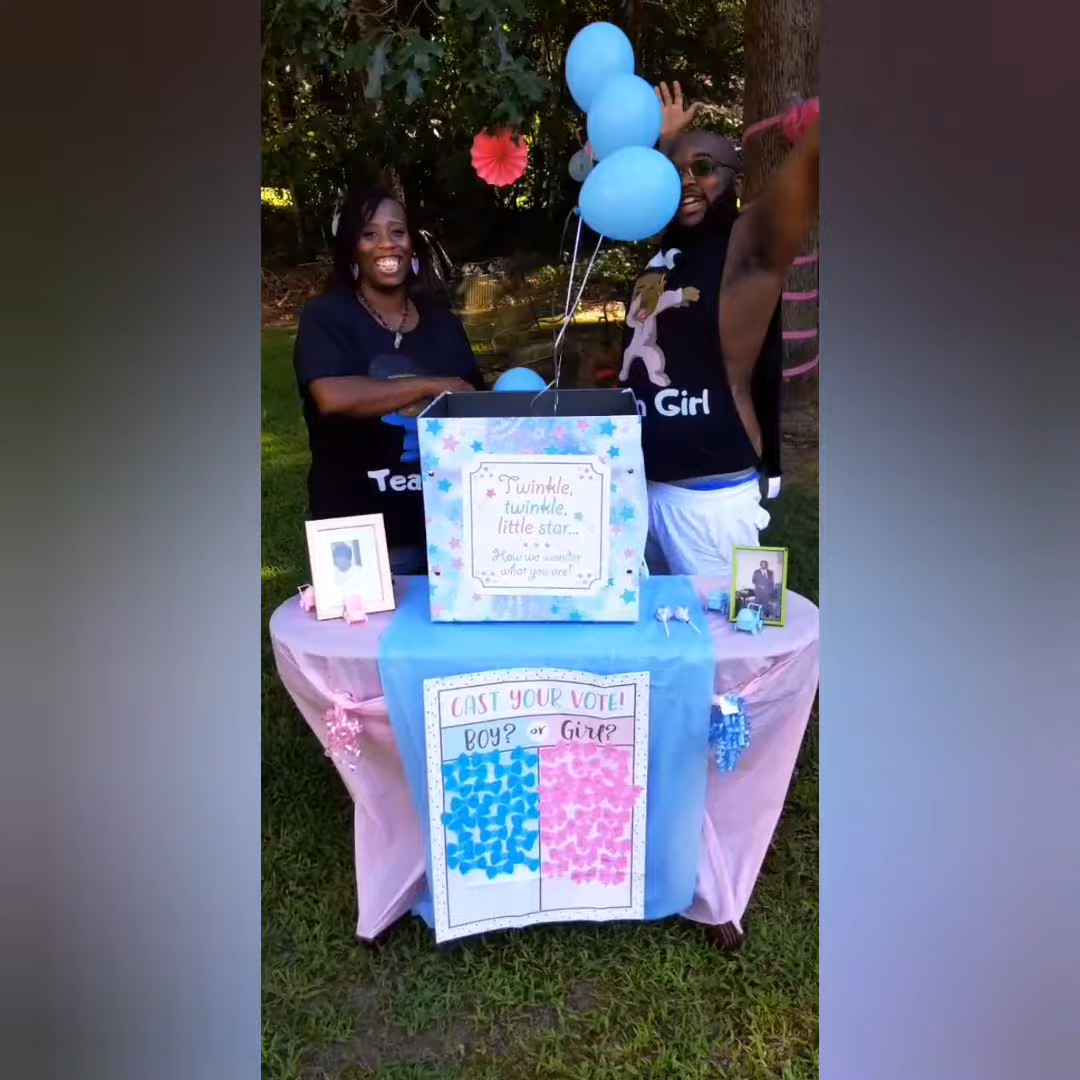 Girl
Tea
Twinkle,
twinkle,
little star...
How we wonder
what you are!
CAST YOUR VOTE!
BOY? or Girl?